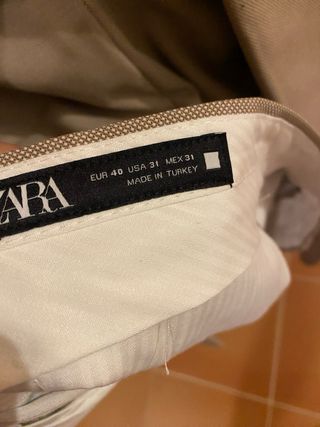 ZARA
EUR 40 USA 31 MEX 31
MADE IN TURKEY